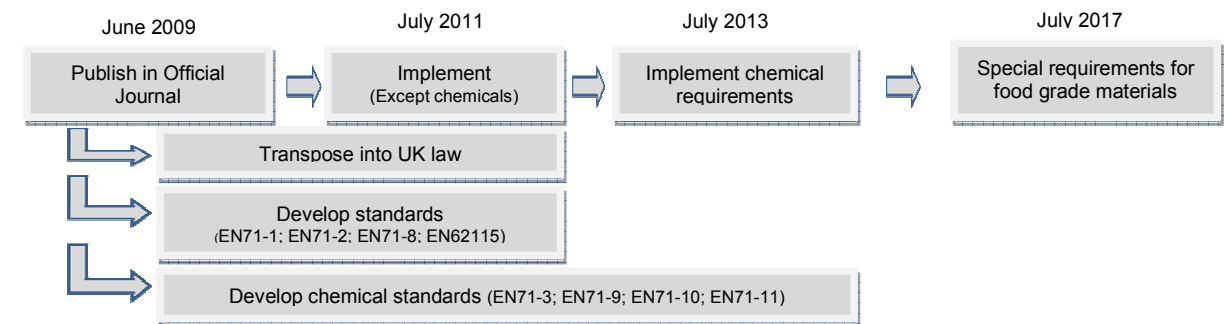 June 2009
July 2011
July 2013
July 2017
Publish in Official
Journal
Implement
(Except chemicals)
Implement chemical
requirements
Special requirements for
food grade materials
Transpose into UK law
Develop standards
(EN71-1; EN71-2; EN71-8; EN62115)
Develop chemical standards (EN71-3; EN71-9; EN71-10; EN71-11)